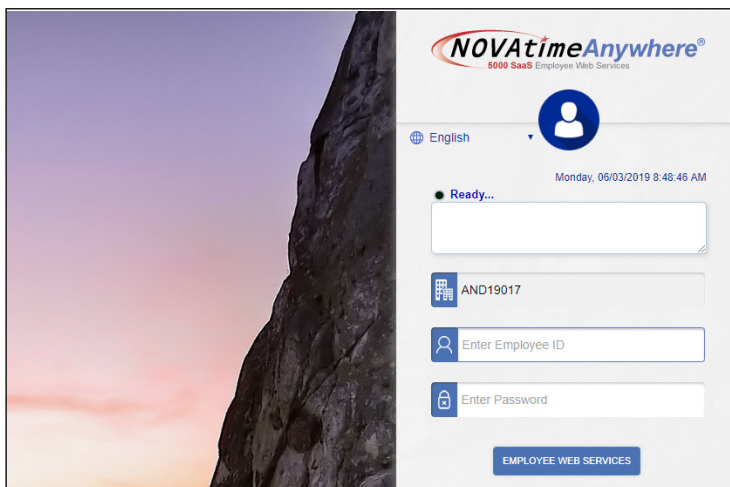 NOVAtimeAnywhere®
5000 SaaS Employee Web Services
English
Monday, 06/03/2019 8:48:46 AM
Ready...
AND19017
Enter Employee ID
Enter Password
EMPLOYEE WEB SERVICES